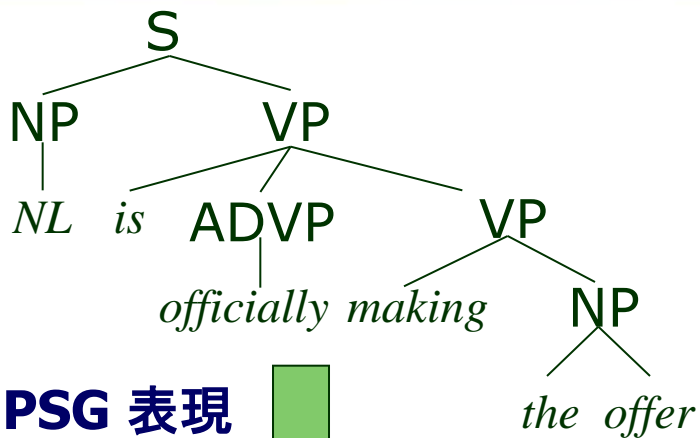 S
NP VP
NL is ADVP VP
officially making NP
PSG 表現 the offer